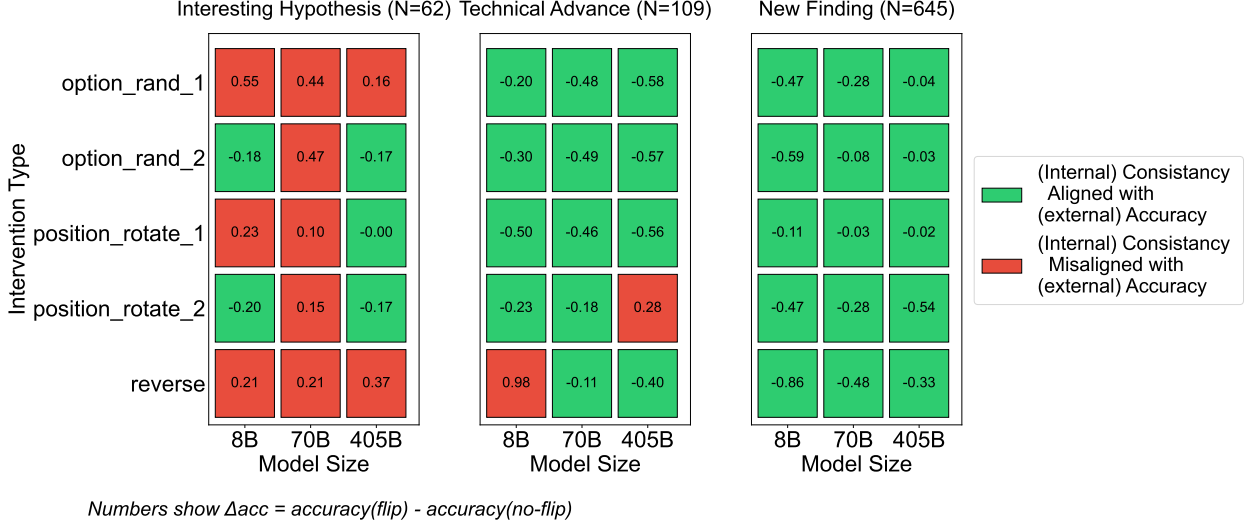 Interesting Hypothesis (N=62) Technical Advance (N=109) New Finding (N=645)
Intervention Type
option_rand_1 0.55 0.44 0.16 -0.20 -0.48 -0.58 -0.47 -0.28 -0.04
option_rand_2 -0.18 0.47 -0.17 -0.30 -0.49 -0.57 -0.59 -0.08 -0.03
position_rotate_1 0.23 0.10 -0.00 -0.50 -0.46 -0.56 -0.11 -0.03 -0.02
position_rotate_2 -0.20 0.15 -0.17 -0.23 -0.18 0.28 -0.47 -0.28 -0.54
reverse 0.21 0.21 0.37 0.98 -0.11 -0.40 -0.86 -0.48 -0.33
8B 70B 405B 8B 70B 405B 8B 70B 405B
Model Size Model Size Model Size
(Internal) Consistancy
Aligned with
(external) Accuracy
(Internal) Consistancy
Misaligned with
(external) Accuracy
Numbers show Δacc = accuracy(flip) - accuracy(no-flip)